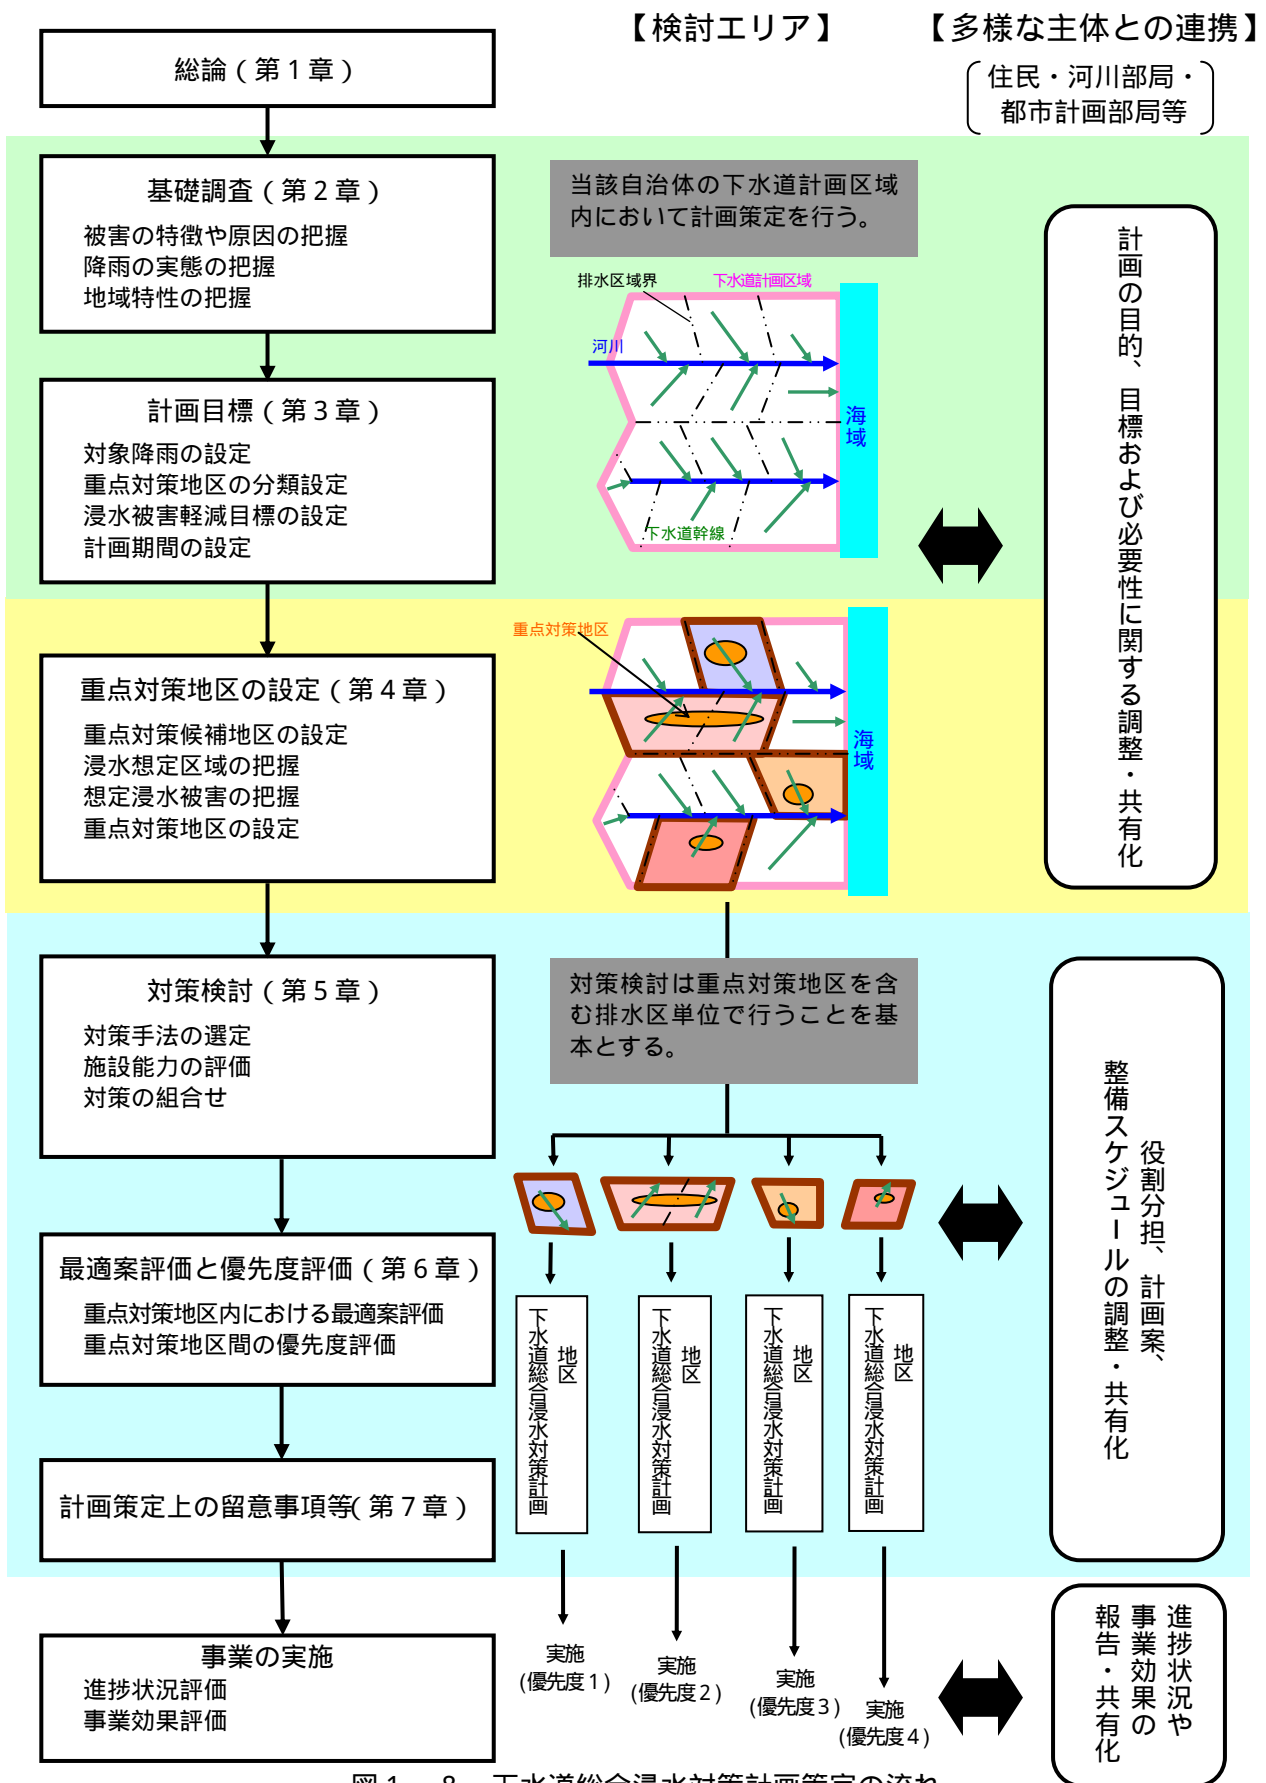 【検討エリア】
【多様な主体との連携】
住民・河川部局・
都市計画部局等
総論（第１章）
基礎調査（第２章）
被害の特徴や原因の把握
降雨の実態の把握
地域特性の把握
当該自治体の下水道計画区域
内において計画策定を行う。
排水区域界
下水道計画区域
河川
海域
下水道幹線
計画目標（第３章）
対象降雨の設定
重点対策地区の分類設定
浸水被害軽減目標の設定
計画期間の設定
計画の目的、目標および必要性に関する調整・共有化
重点対策地区の設定（第４章）
重点対策候補地区の設定
浸水想定区域の把握
想定浸水被害の把握
重点対策地区の設定
重点対策地区
海域
対策検討（第５章）
対策手法の選定
施設能力の評価
対策の組合せ
対策検討は重点対策地区を含
む排水区単位で行うことを基
本とする。
役割分担、計画案、
整備スケジュールの調整・共有化
最適案評価と優先度評価（第６章）
重点対策地区内における最適案評価
重点対策地区間の優先度評価
地区
下水道総合浸水対策計画
地区
下水道総合浸水対策計画
地区
下水道総合浸水対策計画
地区
下水道総合浸水対策計画
計画策定上の留意事項等（第７章）
事業の実施
進捗状況評価
事業効果評価
実施
(優先度１)
実施
(優先度２)
実施
(優先度３)
実施
(優先度４)
進捗状況や
事業効果の
報告・共有化
図１ ８ 下水道総合浸水対策計画策定の流れ